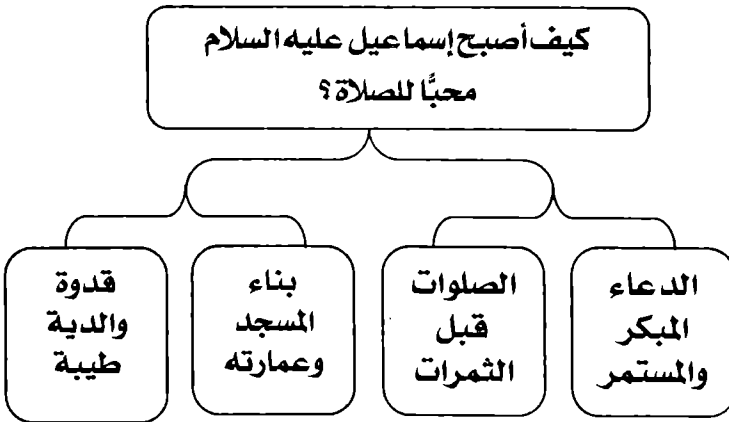 كيف أصبح إسماعيل عليه السلام
محبًّا للصلاة؟
الدعاء
المبكر
والمستمر
الصلوات
قبل
الثمرات
بناء
المسجد
وعمارته
قدوة
والدية
طيبة